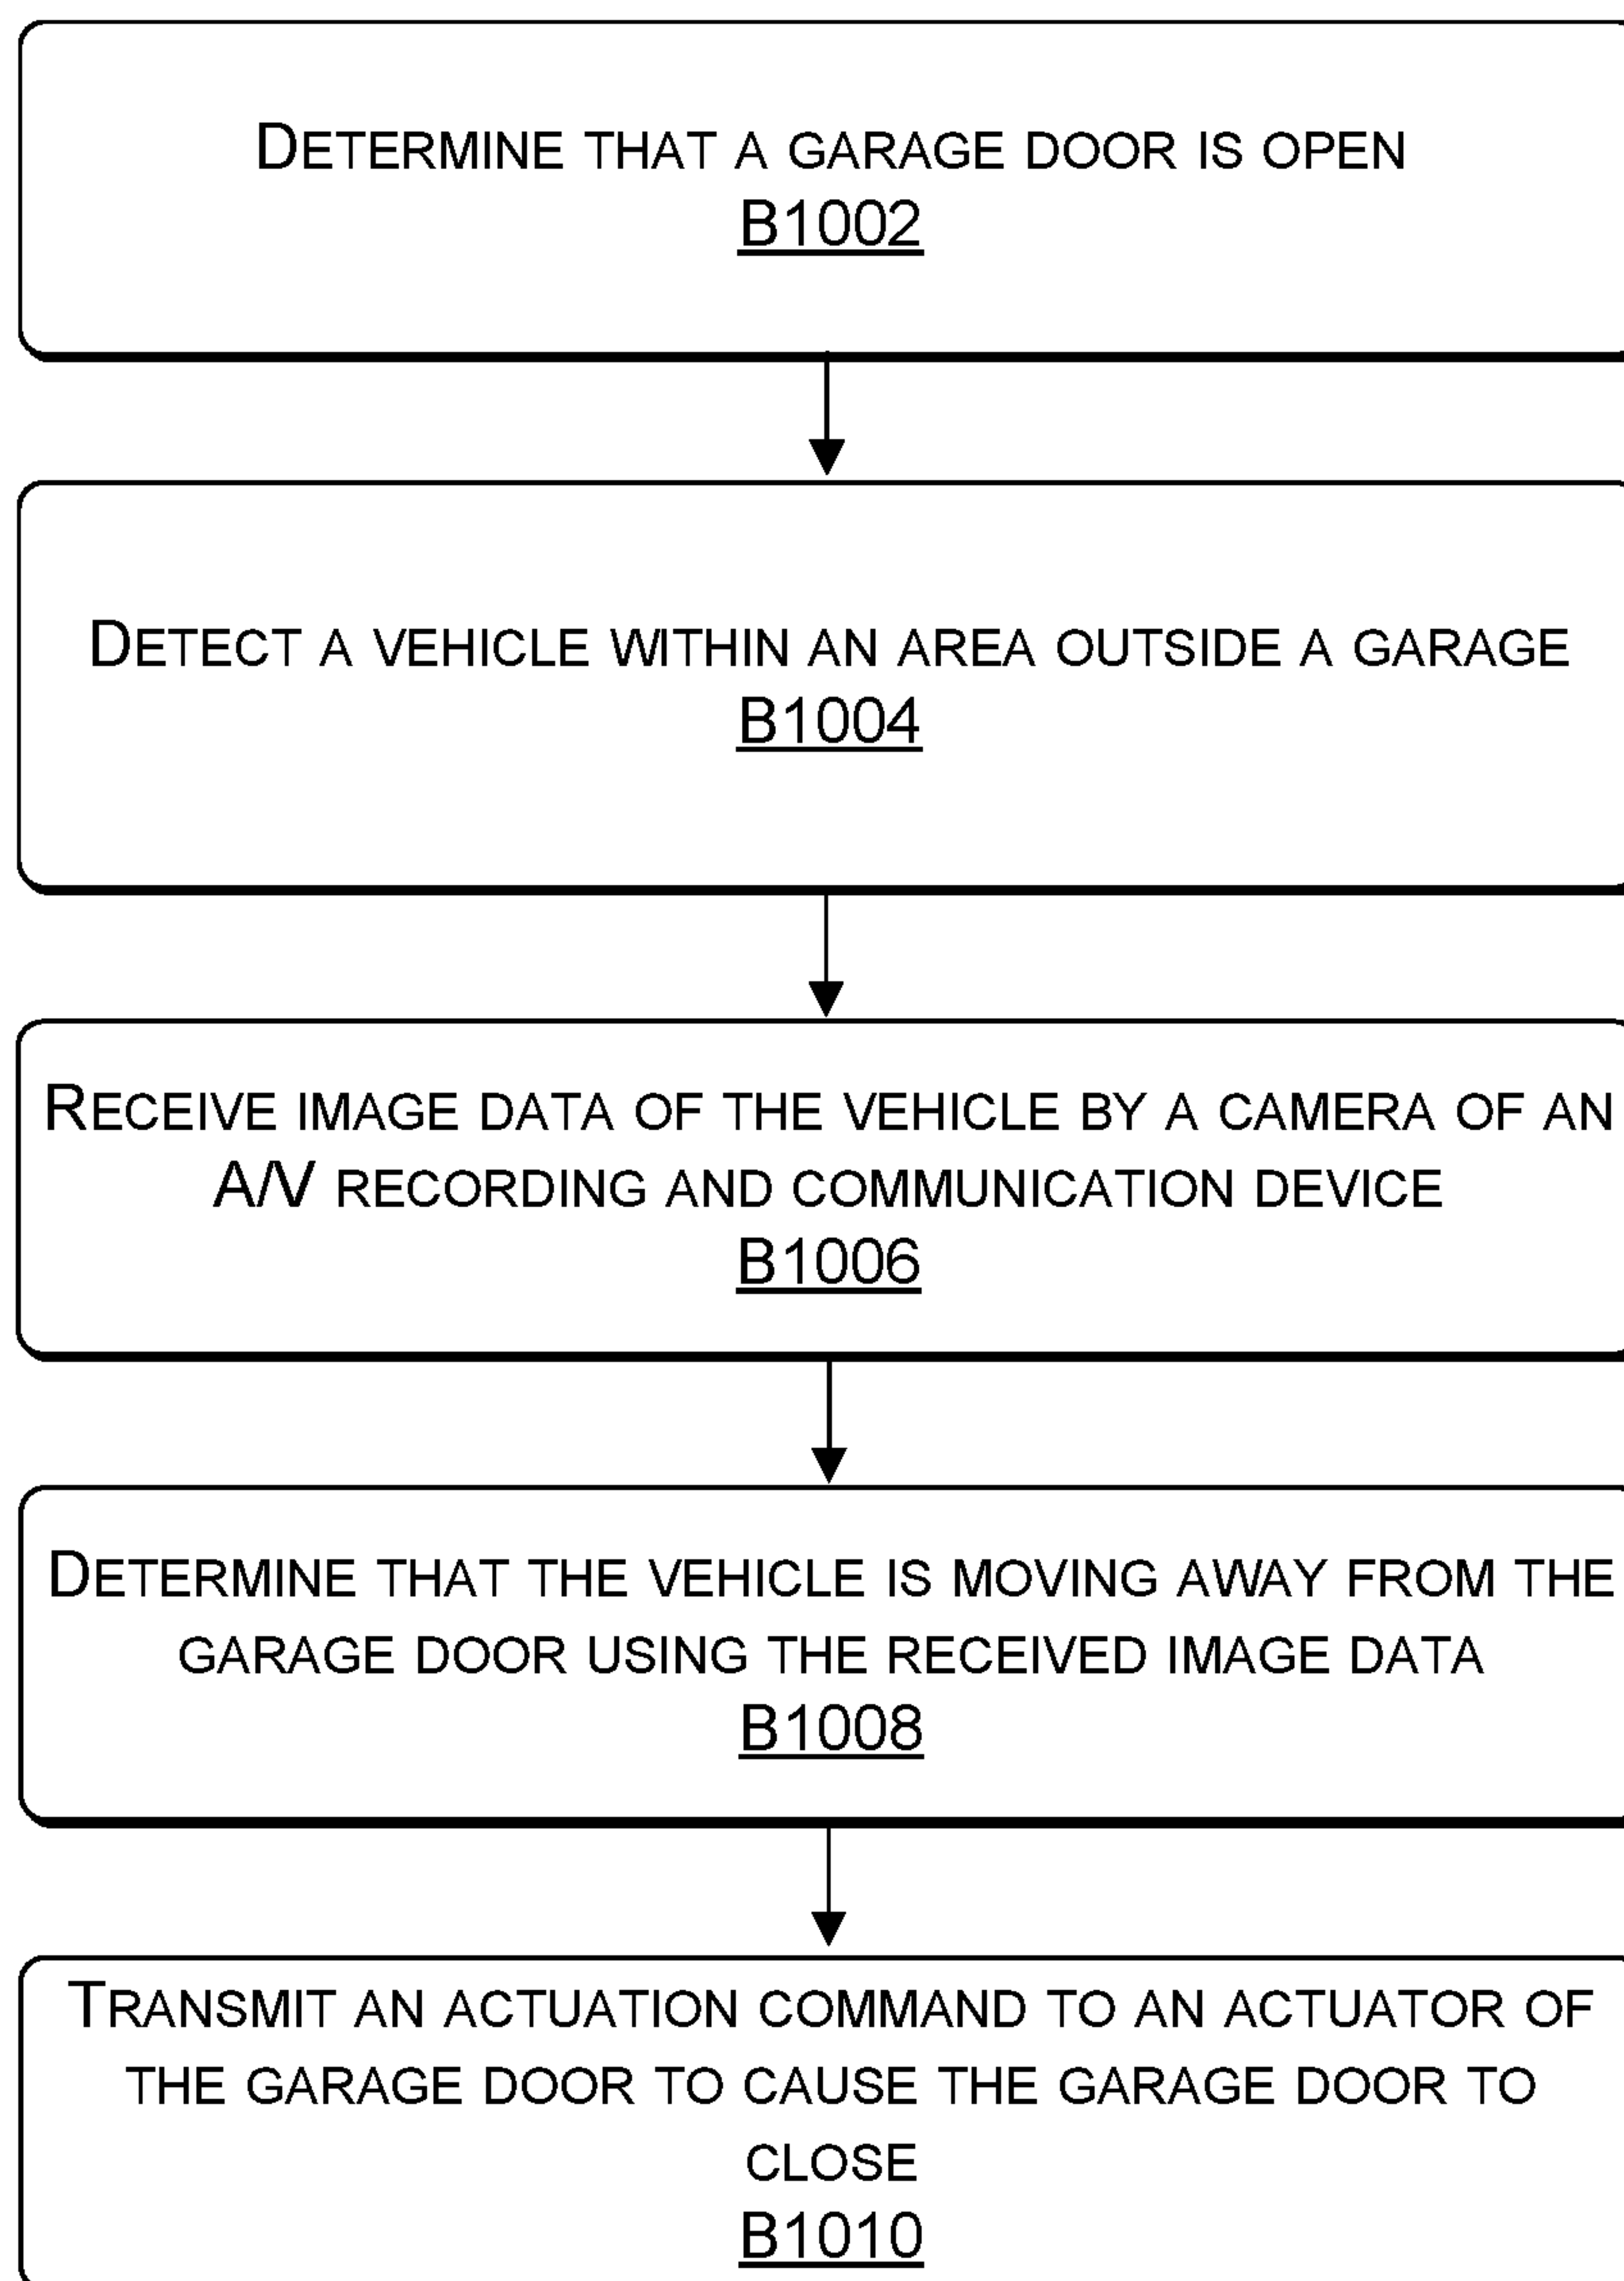 DETERMINE THAT A GARAGE DOOR IS OPEN
B1002
DETECT A VEHICLE WITHIN AN AREA OUTSIDE A GARAGE
B1004
RECEIVE IMAGE DATA OF THE VEHICLE BY A CAMERA OF AN
A/V RECORDING AND COMMUNICATION DEVICE
B1006
DETERMINE THAT THE VEHICLE IS MOVING AWAY FROM THE
GARAGE DOOR USING THE RECEIVED IMAGE DATA
B1008
TRANSMIT AN ACTUATION COMMAND TO AN ACTUATOR OF
THE GARAGE DOOR TO CAUSE THE GARAGE DOOR TO
CLOSE
B1010